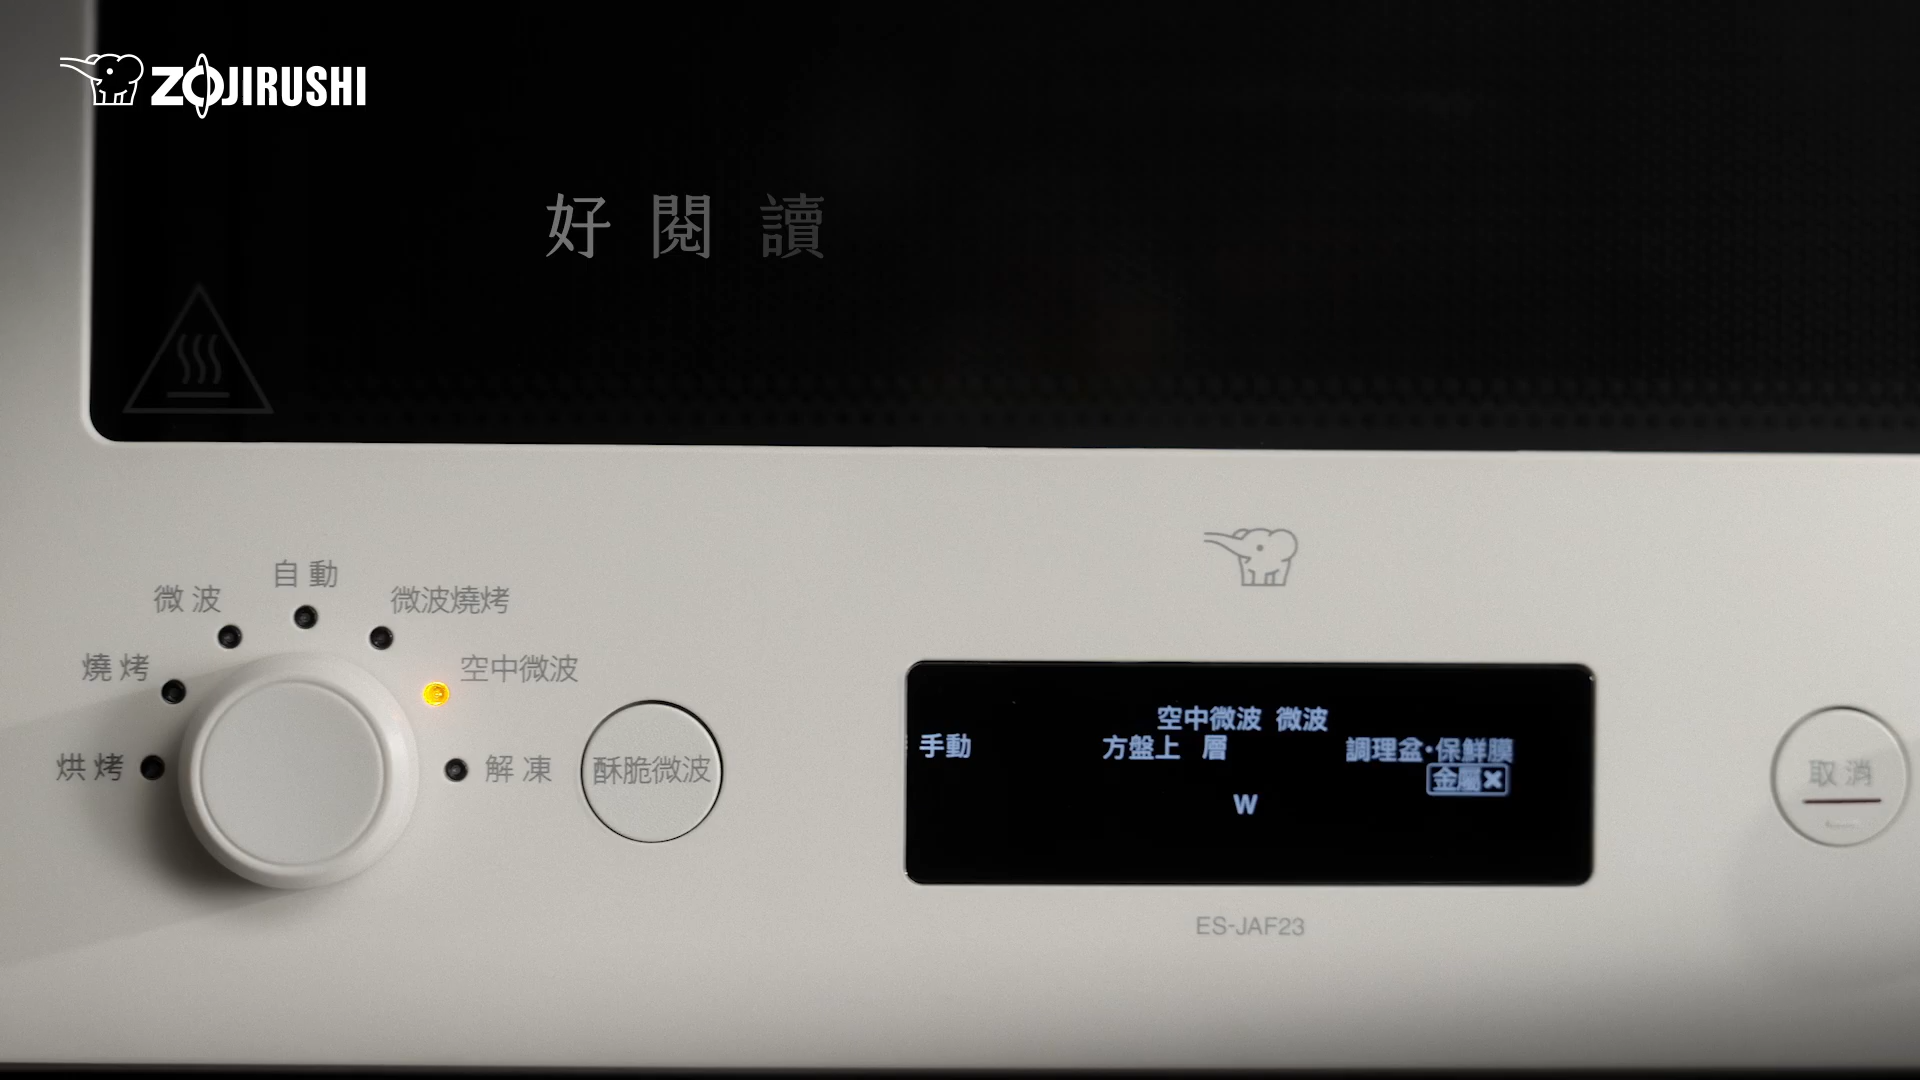 ZOJIRUSHI
好閱讀
自動
微波
微波燒烤
燒烤
空中微波
烘烤
解凍
酥脆微波
空中微波 微波
手動 方盤上 層 調理盆·保鮮膜
金屬✖
W
取消
ES-JAF23